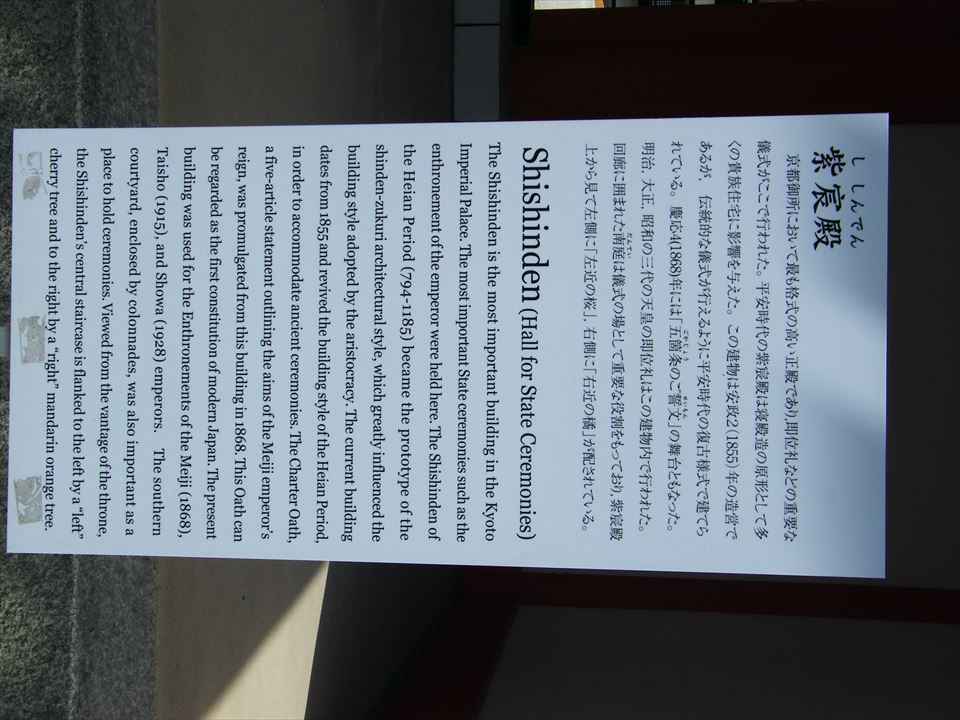 し しんでん
紫宸殿
京都御所において最も格式の高い正殿であり即位礼などの重要な
儀式がここで行われた。平安時代の紫宸殿は寝殿造の原形として多
くの貴族住宅に影響を与えた。この建物は安政2(1855)年の造営で
あるが、伝統的な儀式が行えるように平安時代の復古様式で建てら
れている。慶応4(1868)年には「五箇条のご誓文」の舞台ともなった。
明治、大正、昭和の三代の天皇の即位礼はこの建物内で行われた。
回廊に囲まれた南庭は儀式の場として重要な役割をもっており、紫宸殿
上から見て左側に「左近の桜」、右側に「右近の橘」が配されている。
Shishinden (Hall for State Ceremonies)
The Shishinden is the most important building in the Kyoto
Imperial Palace. The most important State ceremonies such as the
enthronement of the emperor were held here. The Shishinden of
the Heian Period (794-1185) became the prototype of the
shinden-zukuri architectural style, which greatly influenced the
building style adopted by the aristocracy. The current building
dates from 1855 and revived the building style of the Heian Period,
in order to accommodate ancient ceremonies. The Charter Oath,
a five-article statement outlining the aims of the Meiji emperor's
reign, was promulgated from this building in 1868. This Oath can
be regarded as the first constitution of modern Japan. The present
building was used for the Enthronements of the Meiji (1868),
Taisho (1915), and Showa (1928) emperors. The southern
courtyard, enclosed by colonnades, was also important as a
place to hold ceremonies. Viewed from the vantage of the throne,
the Shishinden's central staircase is flanked to the left by a "left"
cherry tree and to the right by a "right" mandarin orange tree.